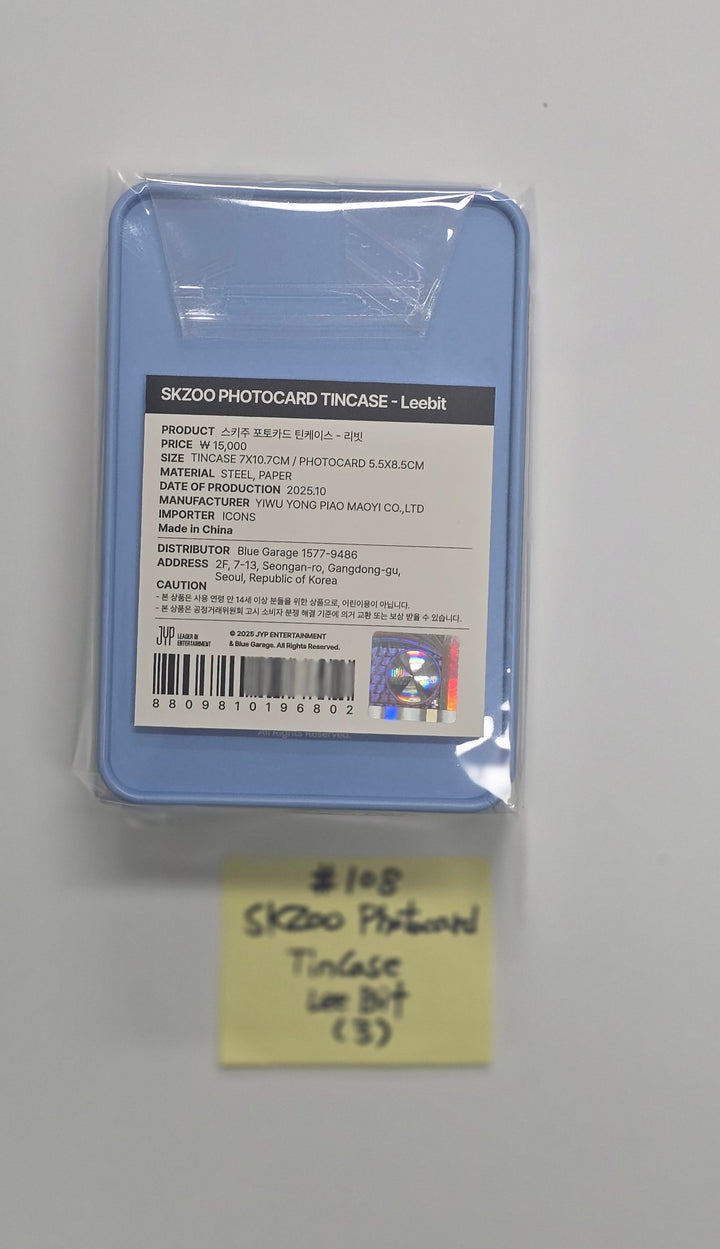 SKZOO PHOTOCARD TINCASE - Leebit
PRODUCT 스키주 포토카드 틴케이스 - 리빗
PRICE ₩ 15,000
SIZE TINCASE 7X10.7CM / PHOTOCARD 5.5X8.5CM
MATERIAL STEEL, PAPER
DATE OF PRODUCTION 2025.10
MANUFACTURER YIWU YONG PIAO MAOYI CO.,LTD
IMPORTER ICONS
Made in China
DISTRIBUTOR Blue Garage 1577-9486
ADDRESS 2F, 7-13, Seongan-ro, Gangdong-gu,
Seoul, Republic of Korea
CAUTION
- 본 상품은 사용 연령 만 14세 이상 분들을 위한 상품으로, 어린이용이 아닙니다.
- 본 상품은 공정거래위원회 고시 소비자 분쟁 해결 기준에 의거 교환 또는 보상 받을 수 있습니다.
JYP LEADER IN
ENTERTAINMENT
© 2025 JYP ENTERTAINMENT
& Blue Garage. All Rights Reserved.
8809810196802
All Rights Reserved.
#108
SKZoo Photocard
TinCase
Lee Bit
(3)